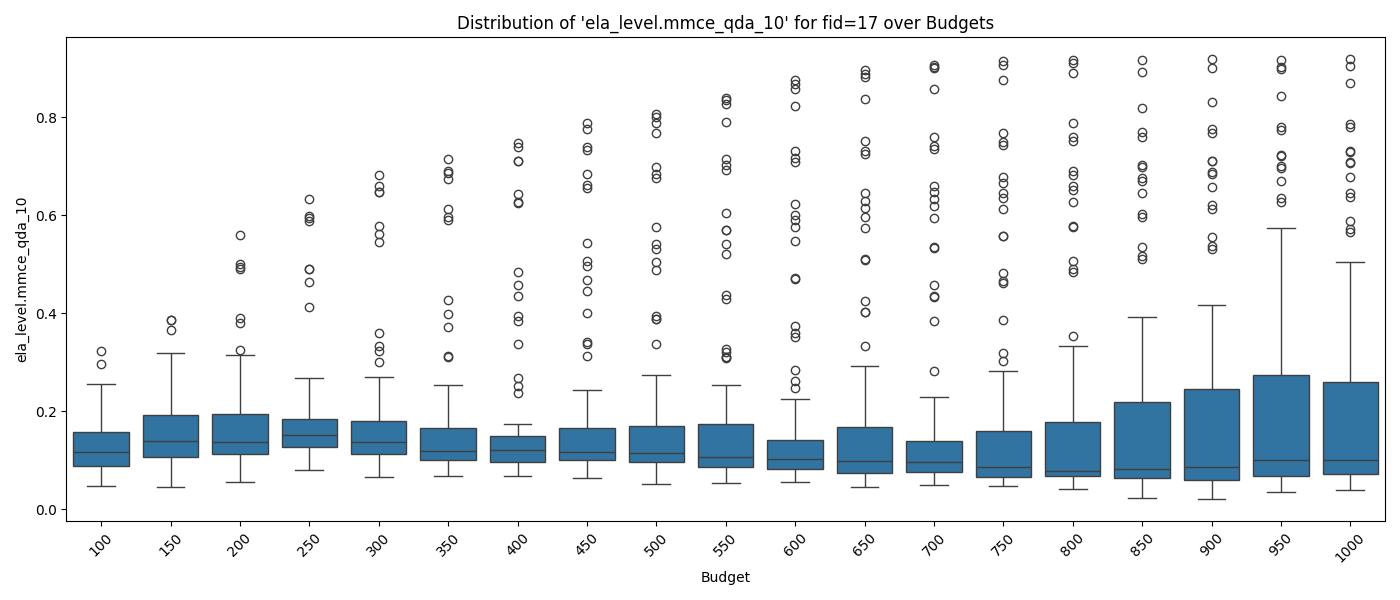 Distribution of 'ela_level.mmce_qda_10' for fid=17 over Budgets
ela_level.mmce_qda_10
0.8
0.6
0.4
0.2
0.0
100 150 200 250 300 350 400 450 500 550 600 650 700 750 800 850 900 950 1000
Budget